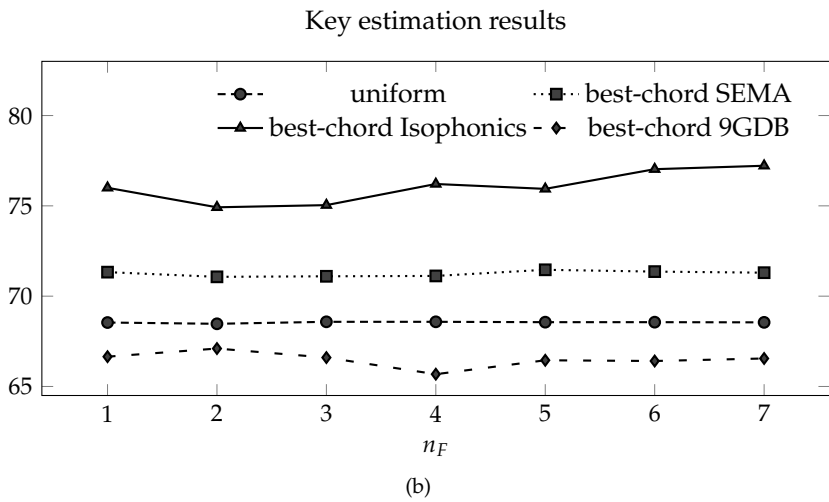 Key estimation results
uniform
best-chord SEMA
best-chord Isophonics
best-chord 9GDB
80
75
70
65
1 2 3 4 5 6 7
n_F
(b)